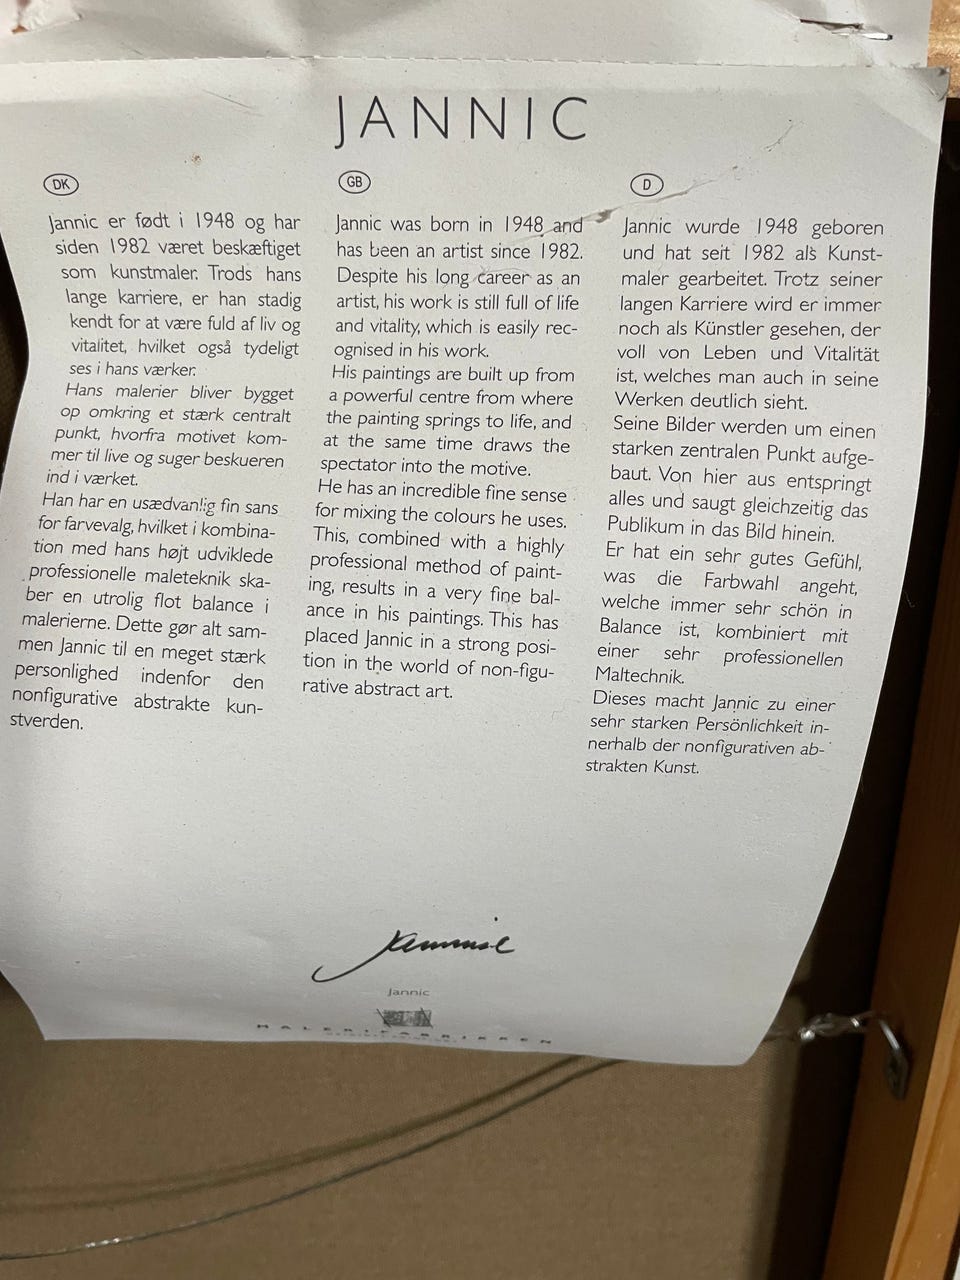 JANNIC
DK
Jannic er født i 1948 og har
siden 1982 været beskæftiget
som kunstmaler. Trods hans
lange karriere, er han stadig
kendt for at være fuld af liv og
vitalitet, hvilket også tydeligt
ses i hans værker.
Hans malerier bliver bygget
op omkring et stærk centralt
punkt, hvorfra motivet kom-
mer til live og suger beskueren
ind i værket.
Han har en usædvanlig fin sans
for farvevalg, hvilket i kombina-
tion med hans højt udviklede
professionelle maleteknik ska-
ber en utrolig flot balance i
malerierne. Dette gør alt sam-
men Jannic til en meget stærk
personlighed indenfor den
nonfigurative abstrakte kun-
stverden.
GB
Jannic was born in 1948 and
has been an artist since 1982.
Despite his long career as an
artist, his work is still full of life
and vitality, which is easily rec-
ognised in his work.
His paintings are built up from
a powerful centre from where
the painting springs to life, and
at the same time draws the
spectator into the motive.
He has an incredible fine sense
for mixing the colours he uses.
This, combined with a highly
professional method of paint-
ing, results in a very fine bal-
ance in his paintings. This has
placed Jannic in a strong posi-
tion in the world of non-figu-
rative abstract art.
D
Jannic wurde 1948 geboren
und hat seit 1982 als Kunst-
maler gearbeitet. Trotz seiner
langen Karriere wird er immer
noch als Künstler gesehen, der
voll von Leben und Vitalität
ist, welches man auch in seine
Werken deutlich sieht.
Seine Bilder werden um einen
starken zentralen Punkt aufge-
baut. Von hier aus entspringt
alles und saugt gleichzeitig das
Publikum in das Bild hinein.
Er hat ein sehr gutes Gefühl,
was die Farbwahl angeht,
welche immer sehr schön in
Balance ist, kombiniert mit
einer sehr professionellen
Maltechnik.
Dieses macht Jannic zu einer
sehr starken Persönlichkeit in-
nerhalb der nonfigurativen ab-
strakten Kunst.
Jannic
Jannic
MALERIFABRIKKEN